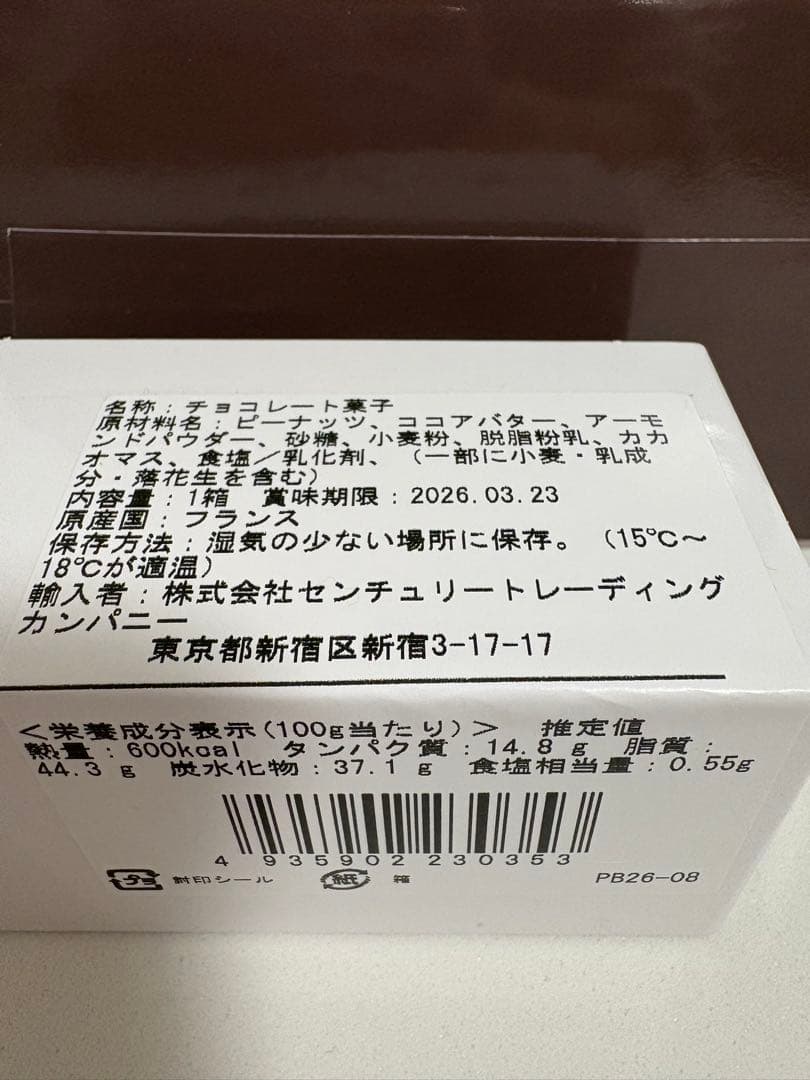 名称：チョコレート菓子
原材料名：ピーナッツ、ココアバター、アーモ
ンドパウダー、砂糖、小麦粉、脱脂粉乳、カカ
オマス、食塩／乳化剤、（一部に小麦・乳成
分・落花生を含む）
内容量：1箱　賞味期限：2026.03.23
原産国：フランス
保存方法：湿気の少ない場所に保存。（15℃～
18℃が適温）
輸入者：株式会社センチュリートレーディング
カンパニー
東京都新宿区新宿3-17-17
＜栄養成分表示（100g当たり）＞　推定値
熱量：600kcal　タンパク質：14.8 g　脂質：
44.3 g　炭水化物：37.1 g　食塩相当量：0.55g
4 935902 230353
プラ 封印シール　紙 箱　PB26-08